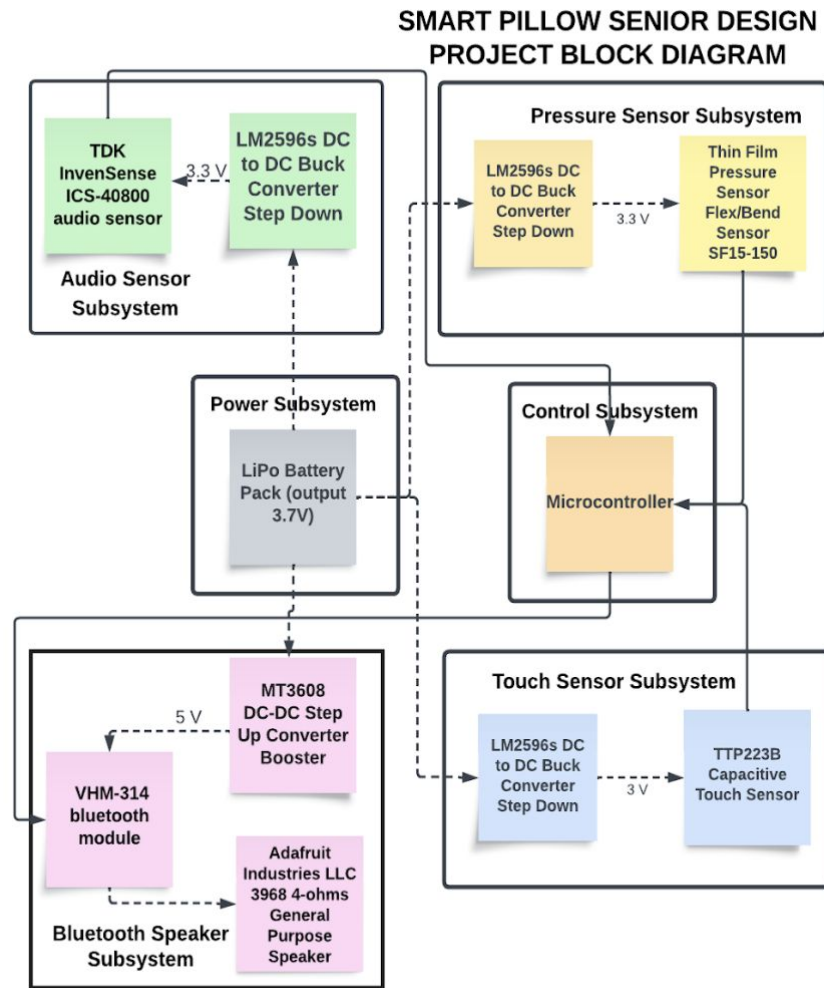 SMART PILLOW SENIOR DESIGN
PROJECT BLOCK DIAGRAM
TDK
InvenSense
ICS-40800
audio sensor
3.3 V
LM2596s DC
to DC Buck
Converter
Step Down
Audio Sensor
Subsystem
Pressure Sensor Subsystem
LM2596s DC
to DC Buck
Converter
Step Down
3.3 V
Thin Film
Pressure
Sensor
Flex/Bend
Sensor
SF15-150
Power Subsystem
LiPo Battery
Pack (output
3.7V)
Control Subsystem
Microcontroller
MT3608
DC-DC Step
Up Converter
Booster
5 V
VHM-314
bluetooth
module
Adafruit
Industries LLC
3968 4-ohms
General
Purpose
Speaker
Bluetooth Speaker
Subsystem
Touch Sensor Subsystem
LM2596s DC
to DC Buck
Converter
Step Down
3 V
TTP223B
Capacitive
Touch Sensor